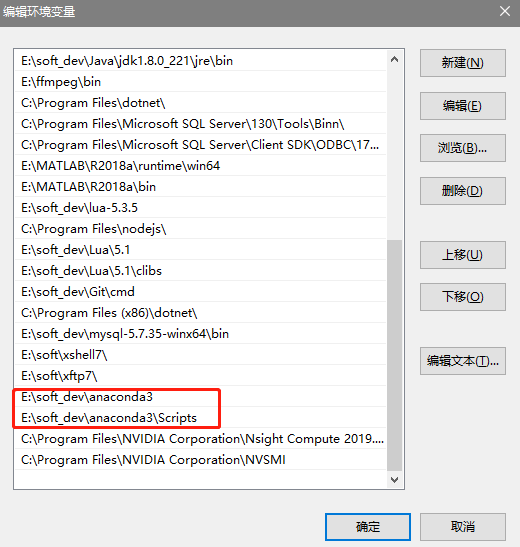 编辑环境变量
E:\soft_dev\Java\jdk1.8.0_221\jre\bin
E:\ffmpeg\bin
C:\Program Files\dotnet\
C:\Program Files\Microsoft SQL Server\130\Tools\Binn\
C:\Program Files\Microsoft SQL Server\Client SDK\ODBC\17...
E:\MATLAB\R2018a\runtime\win64
E:\MATLAB\R2018a\bin
E:\soft_dev\lua-5.3.5
C:\Program Files\nodejs\
E:\soft_dev\Lua\5.1
E:\soft_dev\Lua\5.1\clibs
E:\soft_dev\Git\cmd
C:\Program Files (x86)\dotnet\
E:\soft_dev\mysql-5.7.35-winx64\bin
E:\soft\xshell7\
E:\soft\xftp7\
E:\soft_dev\anaconda3
E:\soft_dev\anaconda3\Scripts
C:\Program Files\NVIDIA Corporation\Nsight Compute 2019....
C:\Program Files\NVIDIA Corporation\NVSMI
新建(N)
编辑(E)
浏览(B)...
删除(D)
上移(U)
下移(O)
编辑文本(T)...
确定
取消